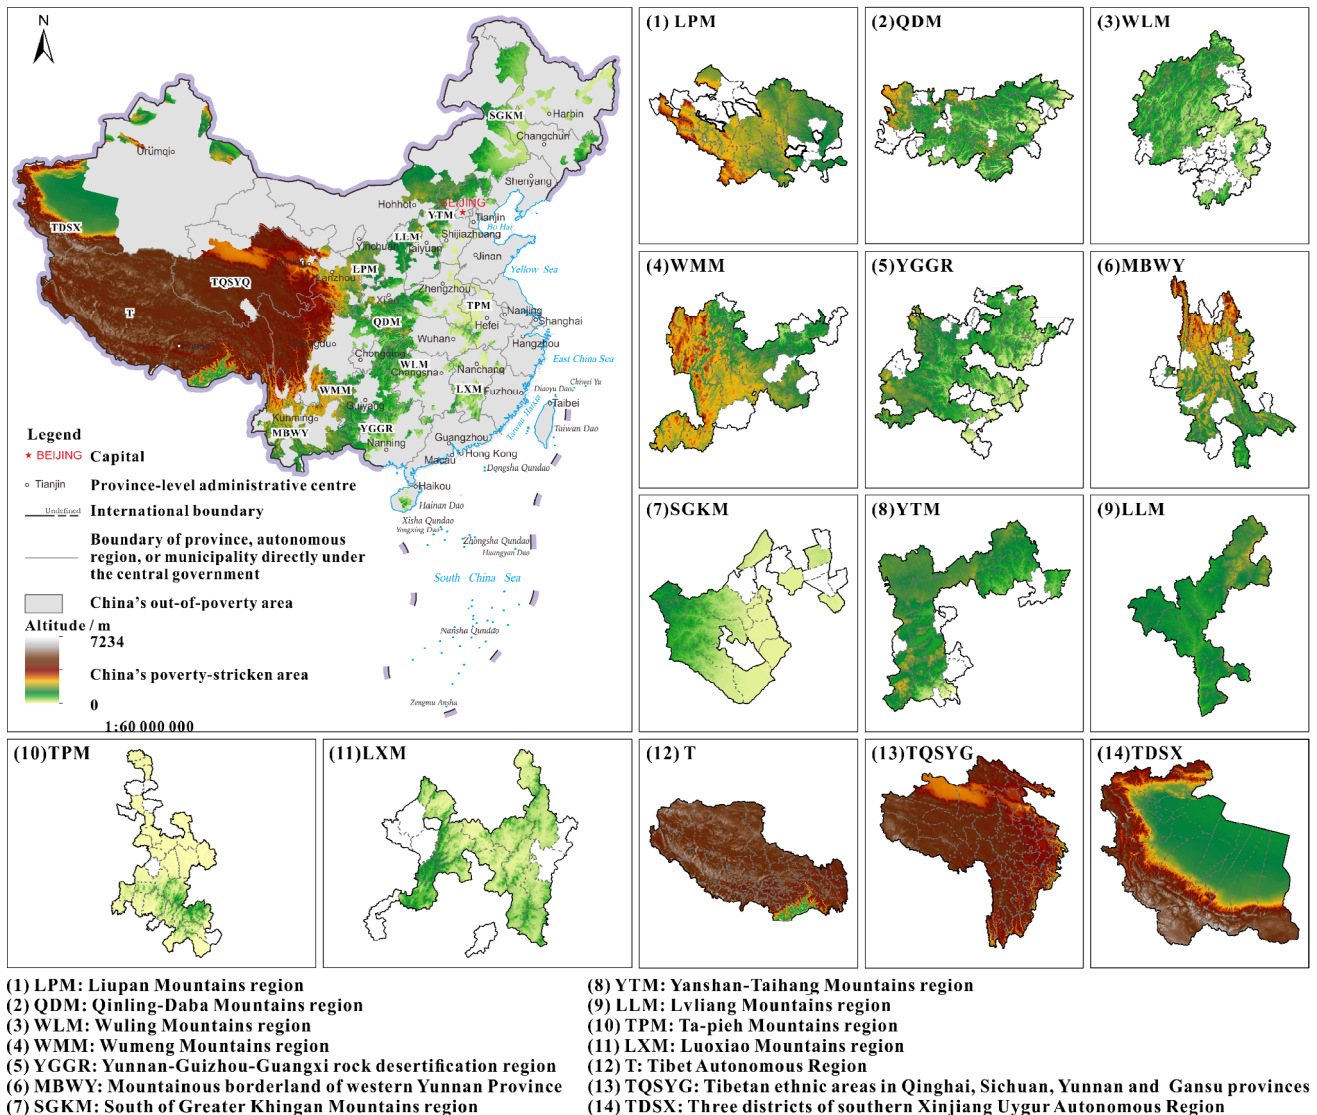 N
SGKM
Harbin
Changchun
Urümqi
Shenyang
Hohhot
BEIJING
YTM
Tianjin
Bo Hai
TDSX
LLM
Shijiazhuang
Yinchuan
Taiyuan
Jinan
LPM
Lanzhou
Yellow Sea
TQSYQ
Xi'an
Zhengzhou
TPM
T
Nanjing
QDM
Hefei
Shanghai
Wuhan
Hangzhou
Chongqing
WLM
East China Sea
Changsha
Nanchang
WMM
LXM
Fuzhou
Diaoyu Dao
Chiwei Yu
Guiyang
Taibei
Kunming
MBWY
YGGR
Taiwan Haixia
Taiwan Dao
Nanning
Guangzhou
Macau
Hong Kong
Dongsha Qundao
Haikou
Hainan Dao
Xisha Qundao
Yongxing Dao
Zhongsha Qundao
Huangyan Dao
South China Sea
Nansha Qundao
Zengmu Ansha
Legend
★ BEIJING Capital
Tianjin Province-level administrative centre
Undefined International boundary
Boundary of province, autonomous
region, or municipality directly under
the central government
China's out-of-poverty area
Altitude / m
7234
China's poverty-stricken area
0
1:60 000 000
(1) LPM
(2)QDM
(3)WLM
(4)WMM
(5)YGGR
(6)MBWY
(7)SGKM
(8)YTM
(9)LLM
(10)TPM
(11)LXM
(12) T
(13)TQSYG
(14)TDSX
(1) LPM: Liupan Mountains region
(2) QDM: Qinling-Daba Mountains region
(3) WLM: Wuling Mountains region
(4) WMM: Wumeng Mountains region
(5) YGGR: Yunnan-Guizhou-Guangxi rock desertification region
(6) MBWY: Mountainous borderland of western Yunnan Province
(7) SGKM: South of Greater Khingan Mountains region
(8) YTM: Yanshan-Taihang Mountains region
(9) LLM: Lvliang Mountains region
(10) TPM: Ta-pieh Mountains region
(11) LXM: Luoxiao Mountains region
(12) T: Tibet Autonomous Region
(13) TQSYG: Tibetan ethnic areas in Qinghai, Sichuan, Yunnan and Gansu provinces
(14) TDSX: Three districts of southern Xinjiang Uygur Autonomous Region